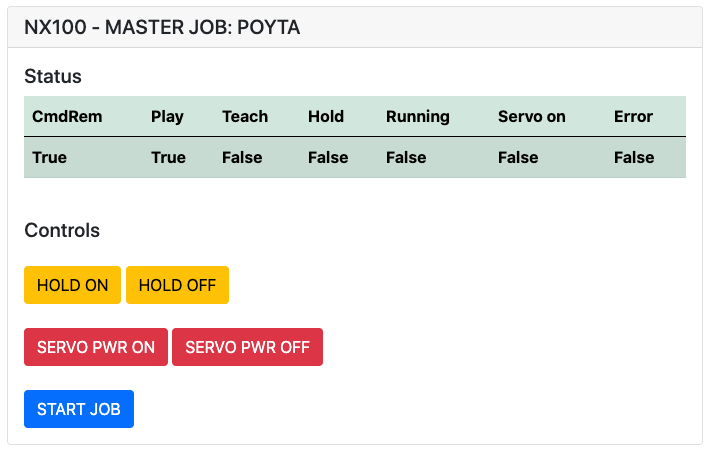 NX100 - MASTER JOB: POYTA
Status
CmdRem Play Teach Hold Running Servo on Error
True True False False False False False
Controls
HOLD ON HOLD OFF
SERVO PWR ON SERVO PWR OFF
START JOB